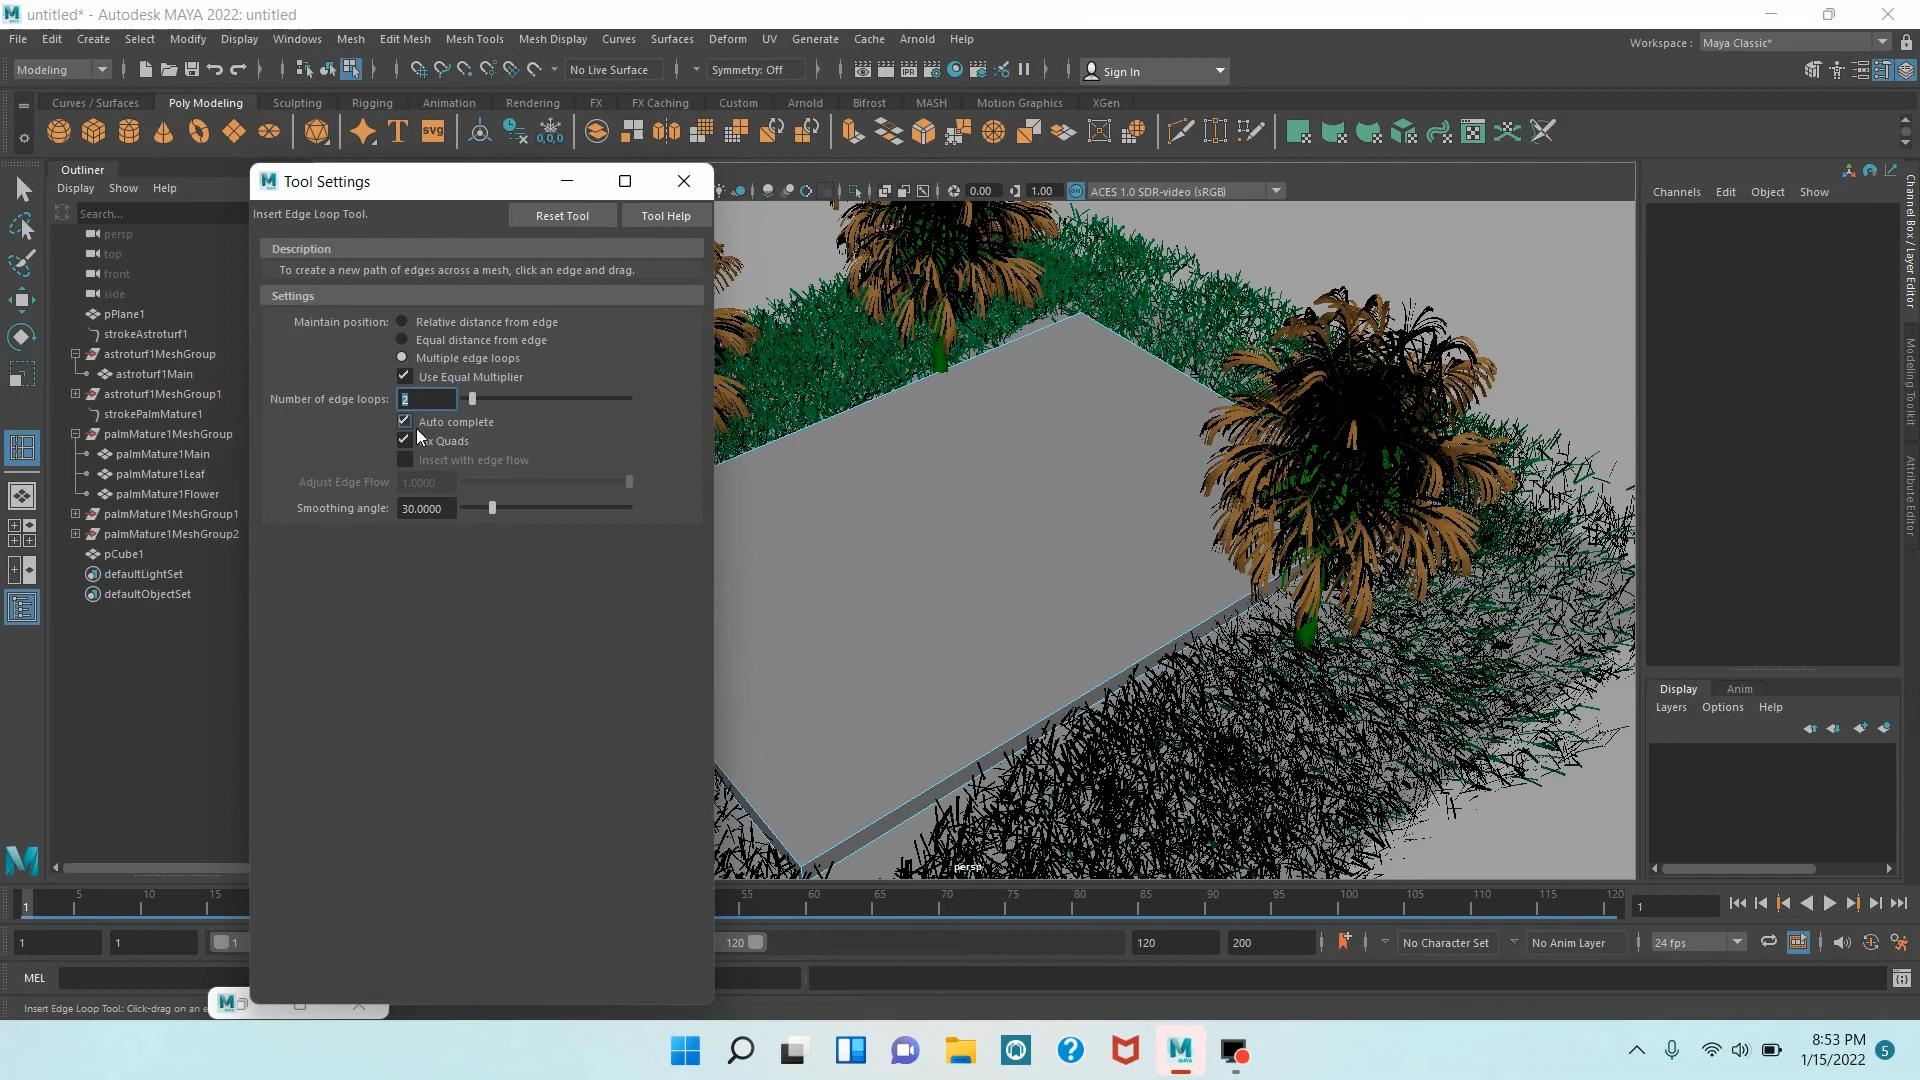 untitled* - Autodesk MAYA 2022: untitled
File Edit Create Select Modify Display Windows Mesh Edit Mesh Mesh Tools Mesh Display Curves Surfaces Deform UV Generate Cache Arnold Help
Workspace : Maya Classic*
Modeling No Live Surface Symmetry: Off Sign In
Curves / Surfaces Poly Modeling Sculpting Rigging Animation Rendering FX FX Caching Custom Arnold Bifrost MASH Motion Graphics XGen
T svg 0,0,0
Outliner
Display Show Help
Search...
persp
top
front
side
pPlane1
strokeAstroturf1
astroturf1MeshGroup
astroturf1Main
astroturf1MeshGroup1
strokePalmMature1
palmMature1MeshGroup
palmMature1Main
palmMature1Leaf
palmMature1Flower
palmMature1MeshGroup1
palmMature1MeshGroup2
pCube1
defaultLightSet
defaultObjectSet
Tool Settings
Insert Edge Loop Tool. Reset Tool Tool Help
Description
To create a new path of edges across a mesh, click an edge and drag.
Settings
Maintain position: Relative distance from edge
Equal distance from edge
Multiple edge loops
Use Equal Multiplier
Number of edge loops: 2
Auto complete
x Quads
Insert with edge flow
Adjust Edge Flow 1.0000
Smoothing angle: 30.0000
0.00 1.00 ON ACES 1.0 SDR-video (sRGB)
persp
Channels Edit Object Show
Channel Box / Layer Editor
Modeling Toolkit
Attribute Editor
Display Anim
Layers Options Help
1 5 10 15 55 60 65 70 75 80 85 90 95 100 105 110 115 120 1
1 1 1 120 120 200 No Character Set No Anim Layer 24 fps
MEL
Insert Edge Loop Tool: Click-drag on an e
8:53 PM
1/15/2022 5